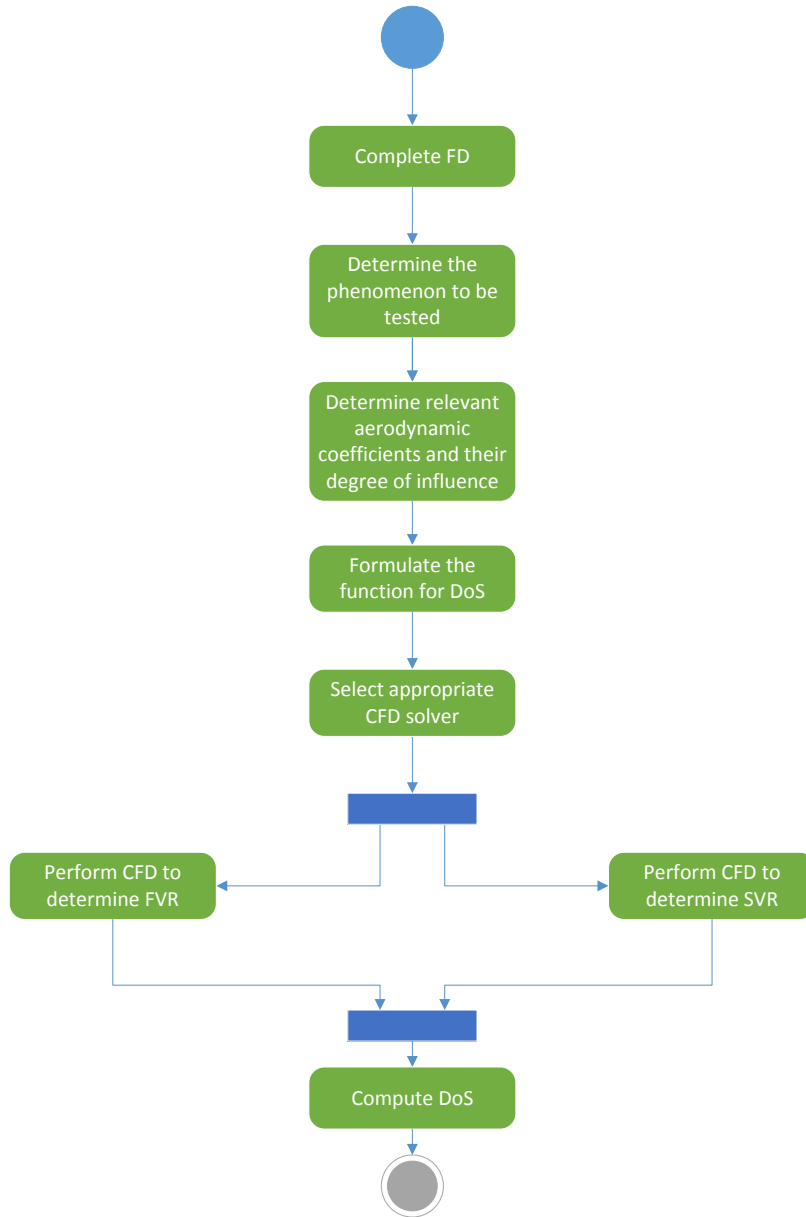 Complete FD
Determine the
phenomenon to be
tested
Determine relevant
aerodynamic
coefficients and their
degree of influence
Formulate the
function for DoS
Select appropriate
CFD solver
Perform CFD to
determine FVR
Perform CFD to
determine SVR
Compute DoS